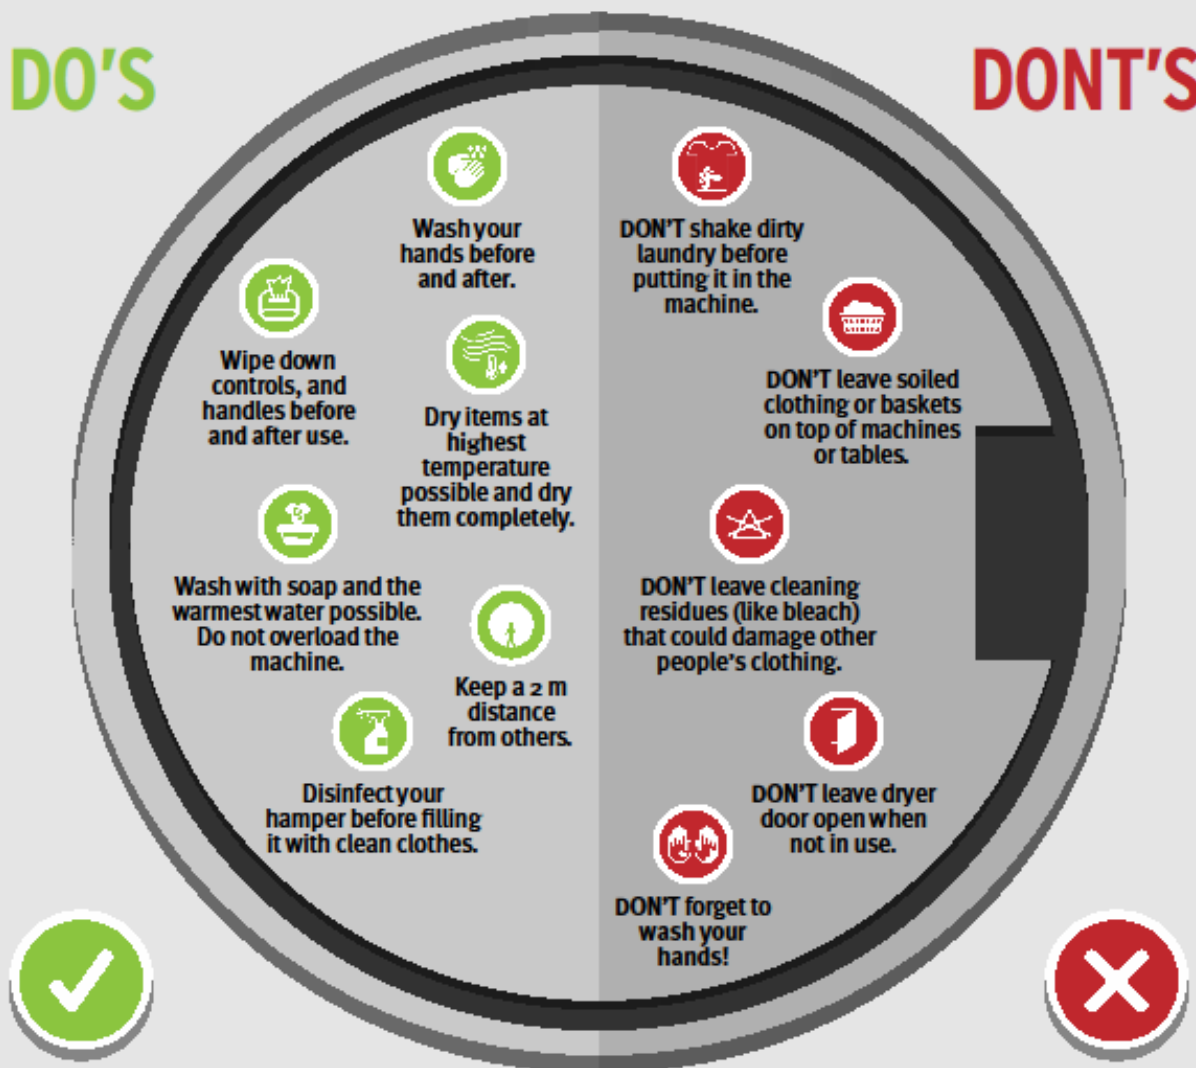 DO'S
DONT'S
Wash your
hands before
and after.
Wipe down
controls, and
handles before
and after use.
Dry items at
highest
temperature
possible and dry
them completely.
Wash with soap and the
warmest water possible.
Do not overload the
machine.
Keep a 2 m
distance
from others.
Disinfect your
hamper before filling
it with clean clothes.
DON'T shake dirty
laundry before
putting it in the
machine.
DON'T leave soiled
clothing or baskets
on top of machines
or tables.
DON'T leave cleaning
residues (like bleach)
that could damage other
people's clothing.
DON'T leave dryer
door open when
not in use.
DON'T forget to
wash your
hands!